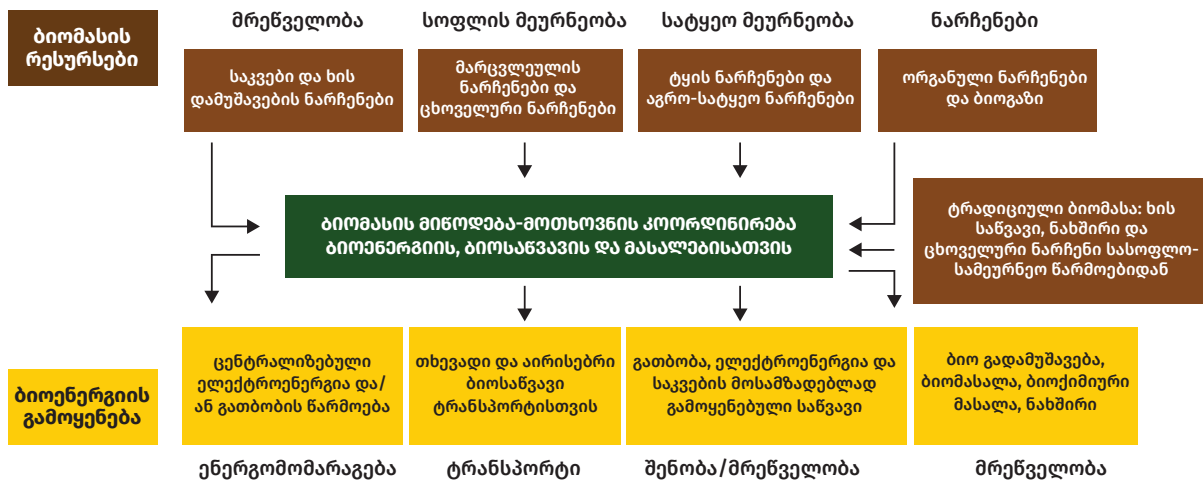 მრეწველობა
სოფლის მეურნეობა
სატყეო მეურნეობა
ნარჩენები
ბიომასის
რესურსები
საკვები და ხის
დამუშავების ნარჩენები
მარცვლეულის
ნარჩენები და
ცხოველური ნარჩენები
ტყის ნარჩენები და
აგრო-სატყეო ნარჩენები
ორგანული ნარჩენები
და ბიოგაზი
ბიომასის მიწოდება-მოთხოვნის კოორდინირება
ბიოენერგიის, ბიოსაწვავის და მასალებისათვის
ტრადიციული ბიომასა: ხის
საწვავი, ნახშირი და
ცხოველური ნარჩენი სასოფლო-
სამეურნეო წარმოებიდან
ბიოენერგიის
გამოყენება
ცენტრალიზებული
ელექტროენერგია და/
ან გათბობის წარმოება
თხევადი და აირისებრი
ბიოსაწვავი
ტრანსპორტისთვის
გათბობა, ელექტროენერგია და
საკვების მოსამზადებლად
გამოყენებული საწვავი
ბიო გადამუშავება,
ბიომასალა, ბიოქიმიური
მასალა, ნახშირი
ენერგომომარაგება
ტრანსპორტი
შენობა/მრეწველობა
მრეწველობა